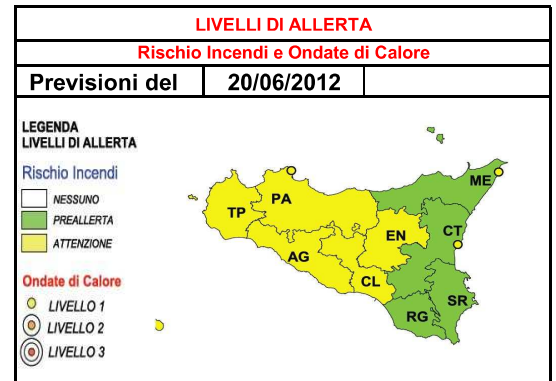 LIVELLI DI ALLERTA
Rischio Incendi e Ondate di Calore
Previsioni del 20/06/2012
LEGENDA
LIVELLI DI ALLERTA
Rischio Incendi
NESSUNO
PREALLERTA
ATTENZIONE
Ondate di Calore
LIVELLO 1
LIVELLO 2
LIVELLO 3
ME
PA
TP
CT
EN
AG
CL
SR
RG